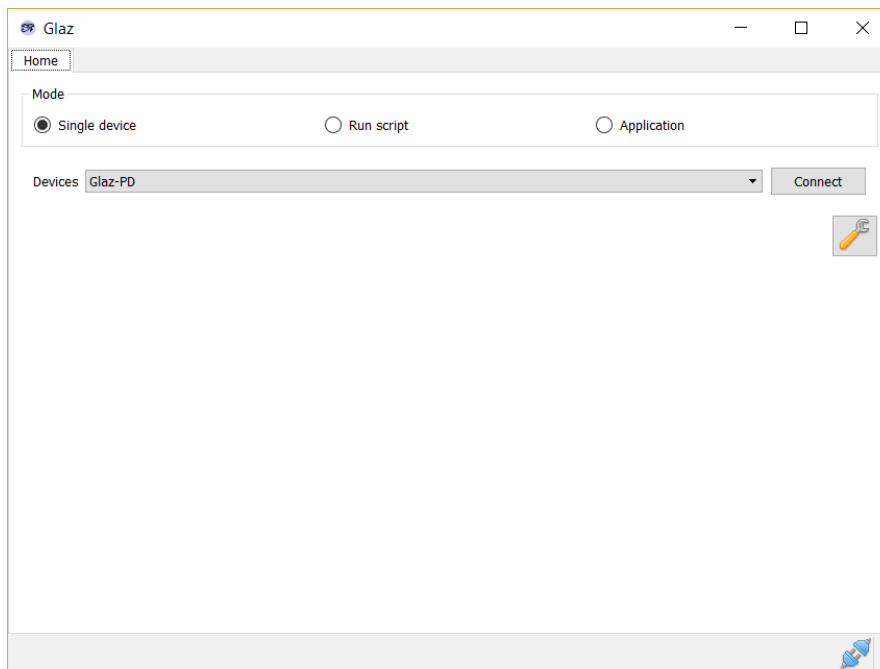 Glaz
Home
Mode
Single device Run script Application
Devices Glaz-PD Connect